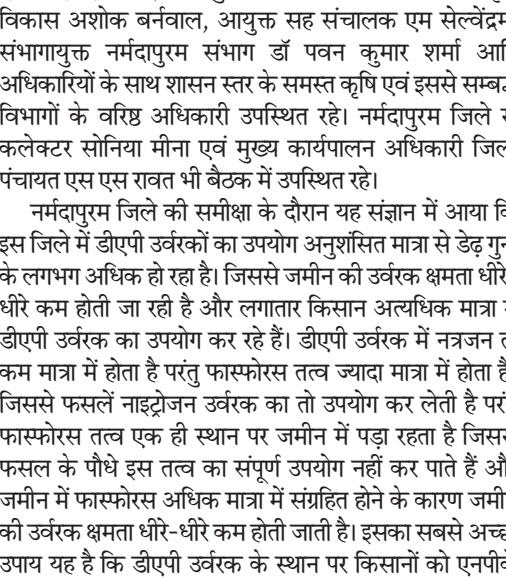 विकास अशोक बर्नवाल, आयुक्त सह संचालक एम सेल्वेंद्रम
संभागायुक्त नर्मदापुरम संभाग डॉ पवन कुमार शर्मा
अधिकारियों के साथ शासन स्तर के समस्त कृषि एवं इससे
विभागों के वरिष्ठ अधिकारी उपस्थित रहे। नर्मदापुरम जिले
कलेक्टर सोनिया मीना एवं मुख्य कार्यपालन अधिकारी
पंचायत एस एस रावत भी बैठक में उपस्थित रहे।
नर्मदापुरम जिले की समीक्षा के दौरान यह संज्ञान में आया
इस जिले में डीएपी उर्वरकों का उपयोग अनुशंसित मात्रा से डेढ़
के लगभग अधिक हो रहा है। जिससे जमीन की उर्वरक क्षमता धीरे
धीरे कम होती जा रही है और लगातार किसान अत्यधिक मात्रा
डीएपी उर्वरक का उपयोग कर रहे हैं। डीएपी उर्वरक में नत्रजन
कम मात्रा में होता है परंतु फास्फोरस तत्व ज्यादा मात्रा में होता
जिससे फसलें नाइट्रोजन उर्वरक का तो उपयोग कर लेती है
फास्फोरस तत्व एक ही स्थान पर जमीन में पड़ा रहता है
फसल के पौधे इस तत्व का संपूर्ण उपयोग नहीं कर पाते हैं
जमीन में फास्फोरस अधिक मात्रा में संग्रहित होने के कारण
की उर्वरक क्षमता धीरे-धीरे कम होती जाती है। इसका सबसे
उपाय यह है कि डीएपी उर्वरक के स्थान पर किसानों को